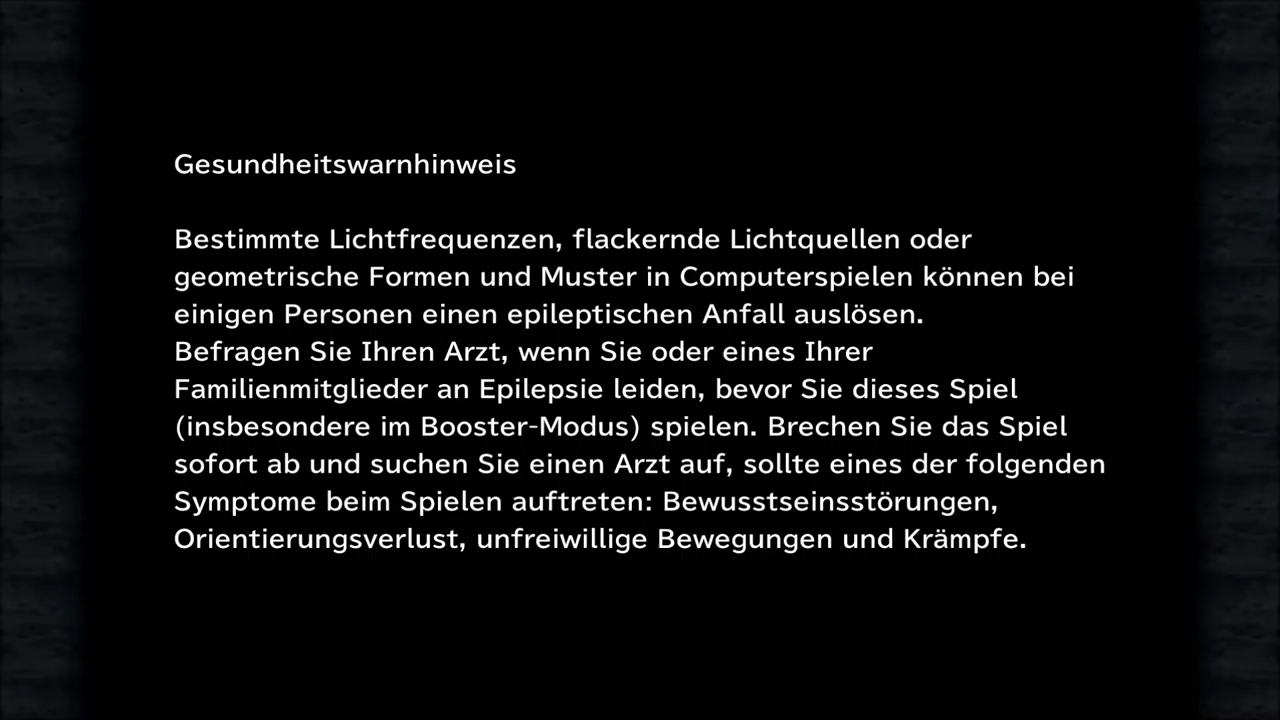 Gesundheitswarnhinweis
Bestimmte Lichtfrequenzen, flackernde Lichtquellen oder
geometrische Formen und Muster in Computerspielen können bei
einigen Personen einen epileptischen Anfall auslösen.
Befragen Sie Ihren Arzt, wenn Sie oder eines Ihrer
Familienmitglieder an Epilepsie leiden, bevor Sie dieses Spiel
(insbesondere im Booster-Modus) spielen. Brechen Sie das Spiel
sofort ab und suchen Sie einen Arzt auf, sollte eines der folgenden
Symptome beim Spielen auftreten: Bewusstseinsstörungen,
Orientierungsverlust, unfreiwillige Bewegungen und Krämpfe.